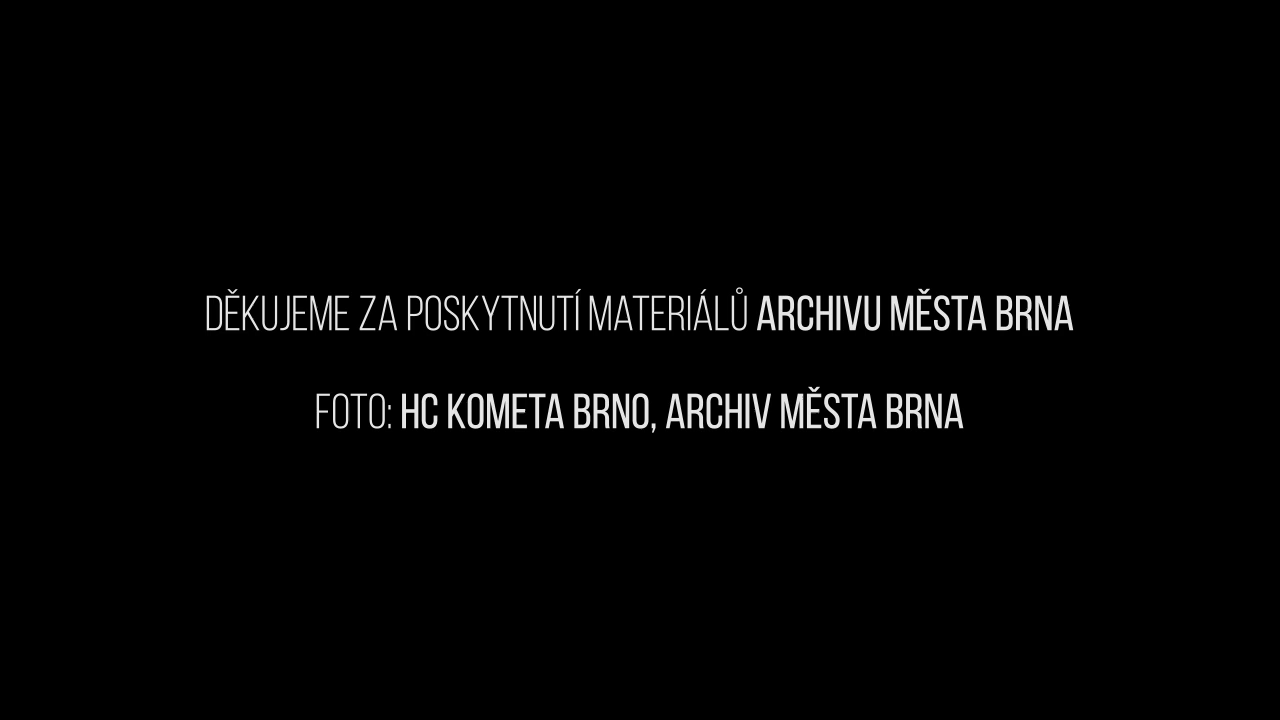 DĚKUJEME ZA POSKYTNUTÍ MATERIÁLŮ ARCHIVU MĚSTA BRNA
FOTO: HC KOMETA BRNO, ARCHIV MĚSTA BRNA